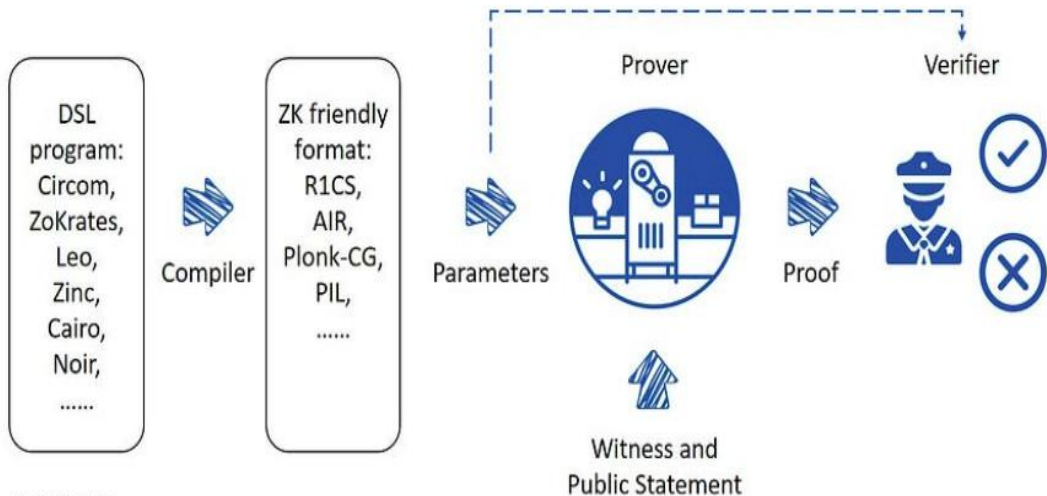 DSL
program:
Circom,
ZoKrates,
Leo,
Zinc,
Cairo,
Noir,
......
Compiler
ZK friendly
format:
R1CS,
AIR,
Plonk-CG,
PIL,
......
Parameters
Prover
Witness and
Public Statement
Proof
Verifier